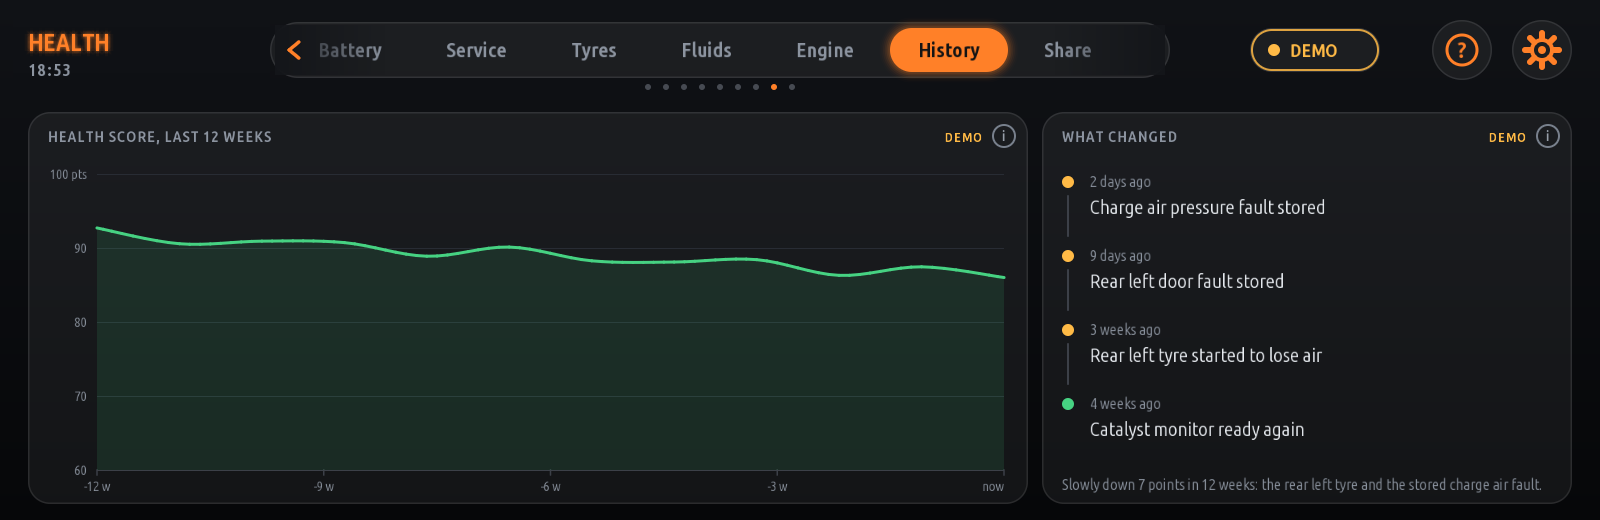 HEALTH
18:53
Battery
Service
Tyres
Fluids
Engine
History
Share
DEMO
?
HEALTH SCORE, LAST 12 WEEKS
DEMO
i
100 pts
90
80
70
60
-12 w
-9 w
-6 w
-3 w
now
WHAT CHANGED
DEMO
i
2 days ago
Charge air pressure fault stored
9 days ago
Rear left door fault stored
3 weeks ago
Rear left tyre started to lose air
4 weeks ago
Catalyst monitor ready again
Slowly down 7 points in 12 weeks: the rear left tyre and the stored charge air fault.